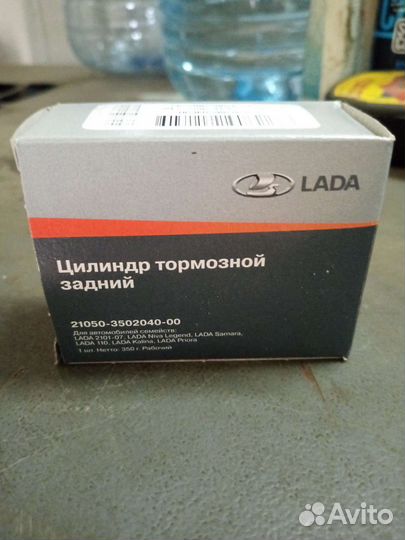 LADA
Цилиндр тормозной
задний
21050-3502040-00
Для автомобилей семейств:
LADA 2101-07, LADA Niva Legend, LADA Samara,
LADA 110, LADA Kalina, LADA Priora
1 шт. Нетто: 350 г. Рабочий
Avito